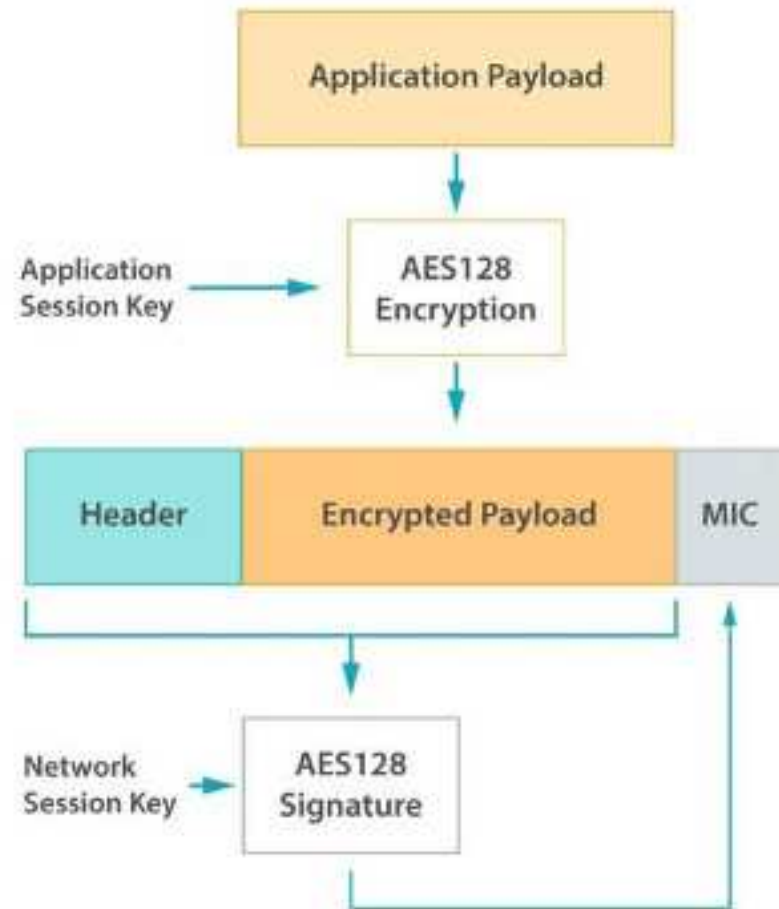 Application Payload
Application
Session Key
AES128
Encryption
Header
Encrypted Payload
MIC
Network
Session Key
AES128
Signature